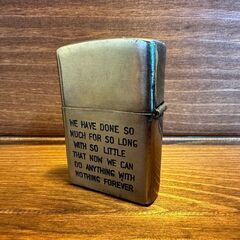 WE HAVE DONE SO
MUCH FOR SO LONG
WITH SO LITTLE
THAT NOW WE CAN
DO ANYTHING WITH
NOTHING FOREVER